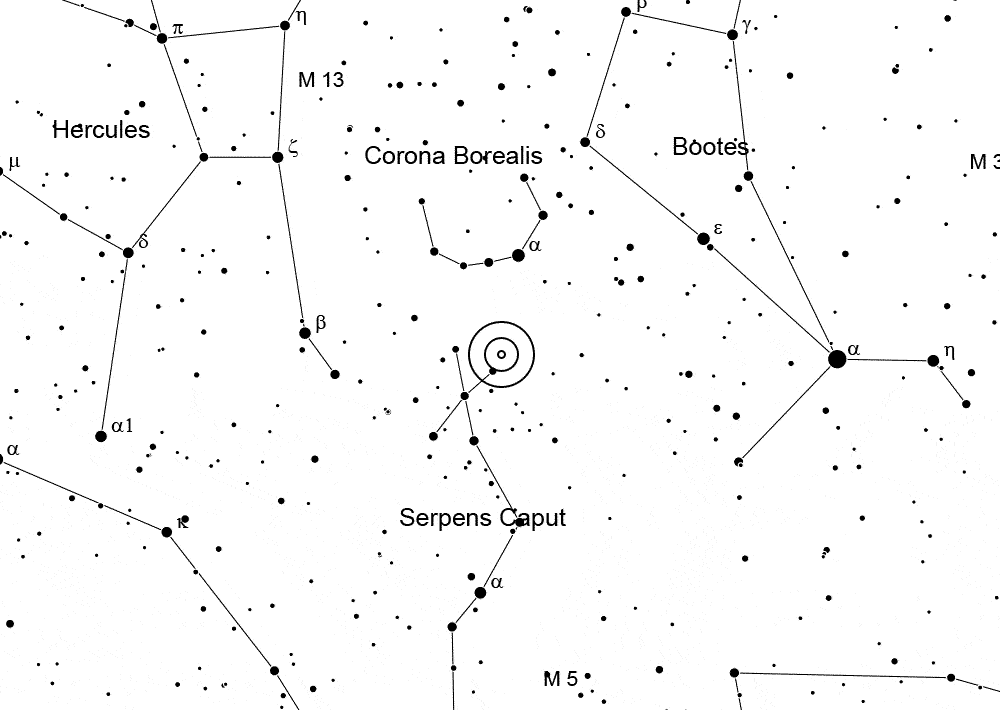 β
π
η
γ
M 13
Hercules
δ
Bootes
μ
ζ
Corona Borealis
M 3
δ
ε
α
β
α
η
α1
α
κ
Serpens Caput
α
M 5